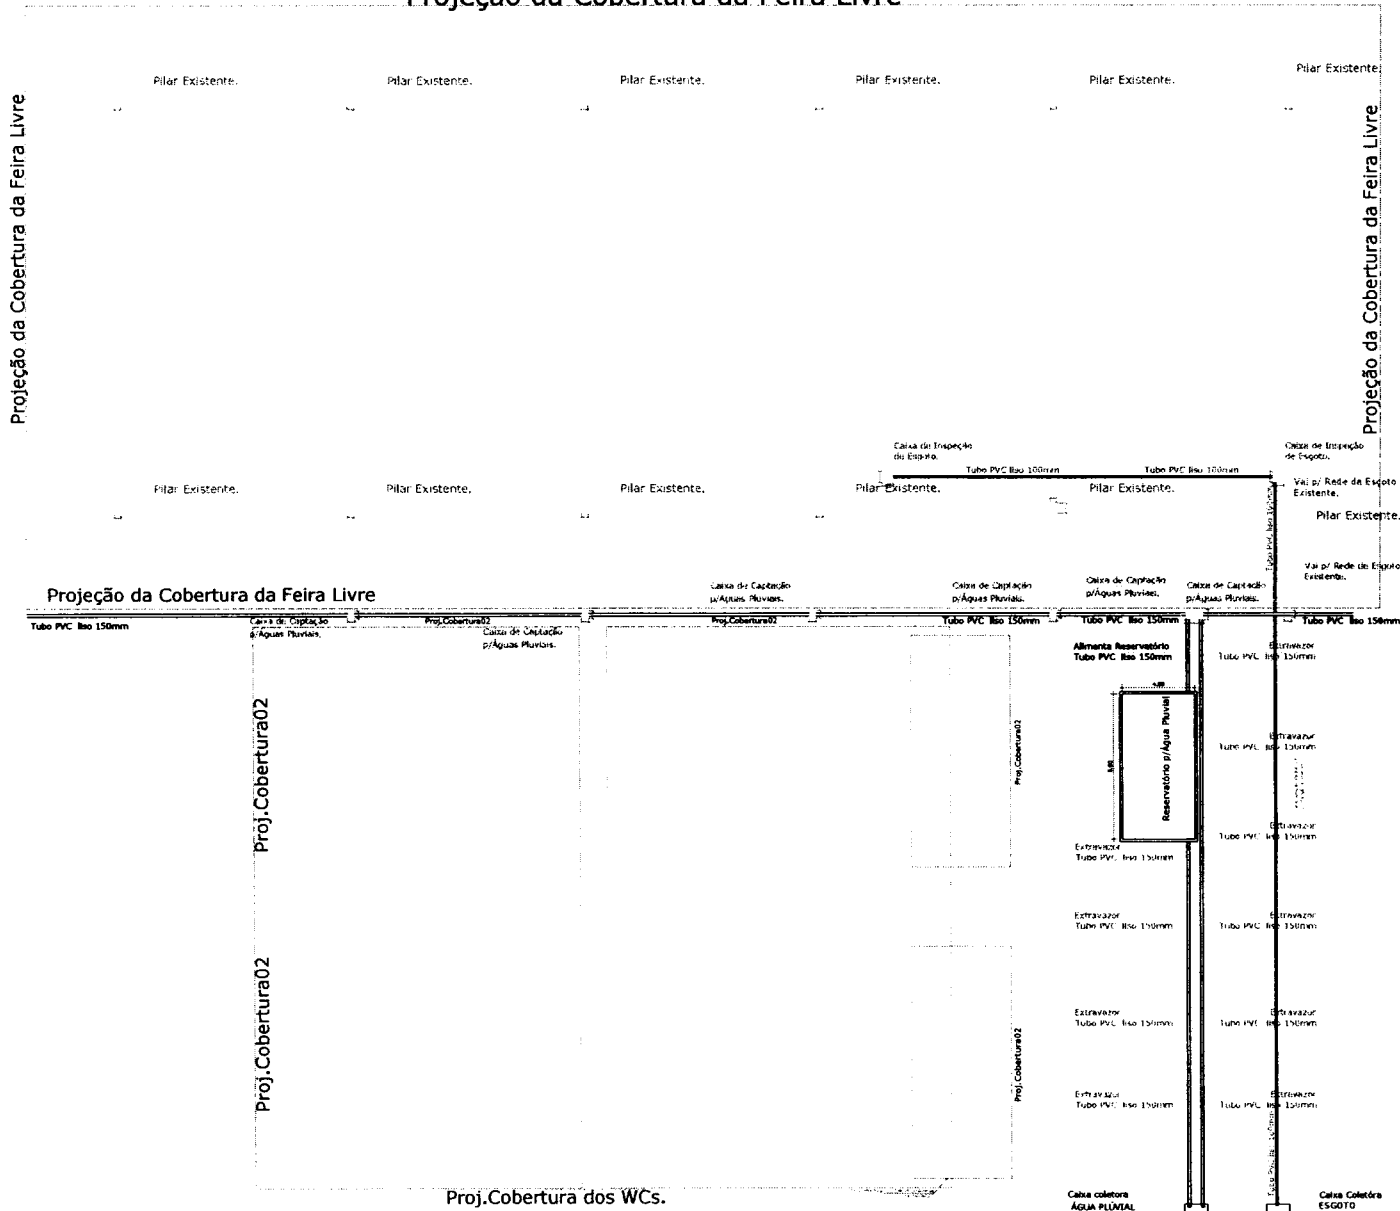 Projeção da Cobertura da Feira Livre
Pilar Existente.
Pilar Existente.
Pilar Existente.
Pilar Existente.
Pilar Existente.
Pilar Existente.
Projeção da Cobertura da Feira Livre
Projeção da Cobertura da Feira Livre
Caixa de Inspeção
de Esgoto.
Caixa de Inspeção
de Esgoto.
Tubo PVC liso 100mm
Tubo PVC liso 100mm
Vai p/ Rede de Esgoto
Existente.
Pilar Existente.
Pilar Existente.
Pilar Existente.
Pilar Existente.
Pilar Existente.
Pilar Existente.
Tubo PVC liso 100mm
Vai p/ Rede de Esgoto
Existente.
Projeção da Cobertura da Feira Livre
Caixa de Captação
p/Águas Pluviais.
Caixa de Captação
p/Águas Pluviais.
Caixa de Captação
p/Águas Pluviais.
Caixa de Captação
p/Águas Pluviais.
Tubo PVC liso 150mm
Caixa de Captação
p/Águas Pluviais.
Proj.Cobertura02
Caixa de Captação
p/Águas Pluviais.
Proj.Cobertura02
Tubo PVC liso 150mm
Tubo PVC liso 150mm
Tubo PVC liso 150mm
Alimenta Reservatório
Tubo PVC liso 150mm
Extravazor
Tubo PVC liso 150mm
Proj.Cobertura02
Proj.Cobertura02
Reservatório p/Água Pluvial
Extravazor
Tubo PVC liso 150mm
Extravazor
Tubo PVC liso 150mm
Extravazor
Tubo PVC liso 150mm
Extravazor
Tubo PVC liso 150mm
Extravazor
Tubo PVC liso 150mm
Proj.Cobertura02
Proj.Cobertura02
Extravazor
Tubo PVC liso 150mm
Extravazor
Tubo PVC liso 150mm
Extravazor
Tubo PVC liso 150mm
Extravazor
Tubo PVC liso 150mm
Proj.Cobertura dos WCs.
Caixa coletora
ÁGUA PLÚVIAL
Caixa Coletóra
ESGOTO